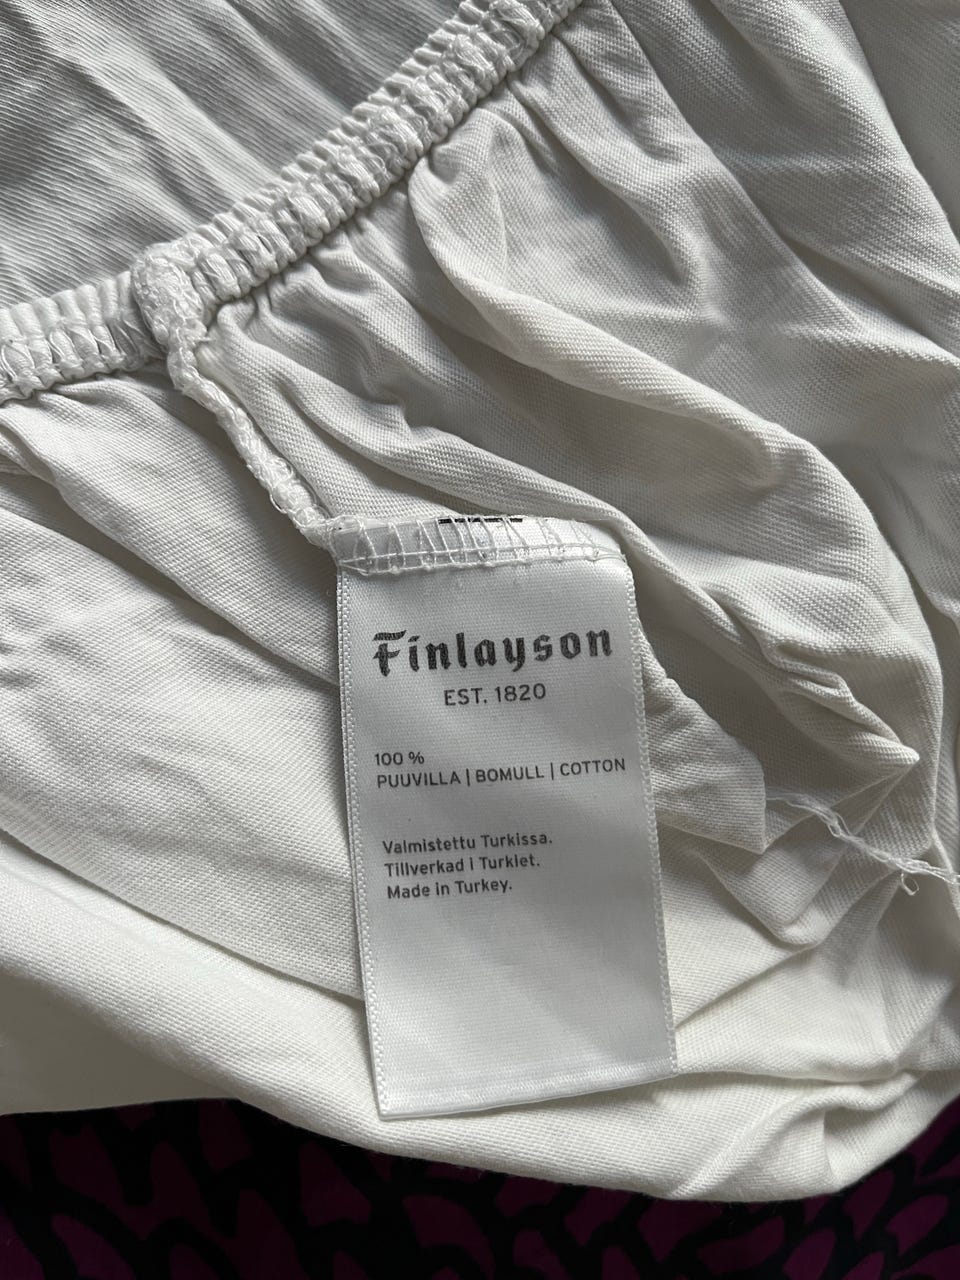 Finlayson
EST. 1820
100 %
PUUVILLA | BOMULL | COTTON
Valmistettu Turkissa.
Tillverkad i Turkiet.
Made in Turkey.